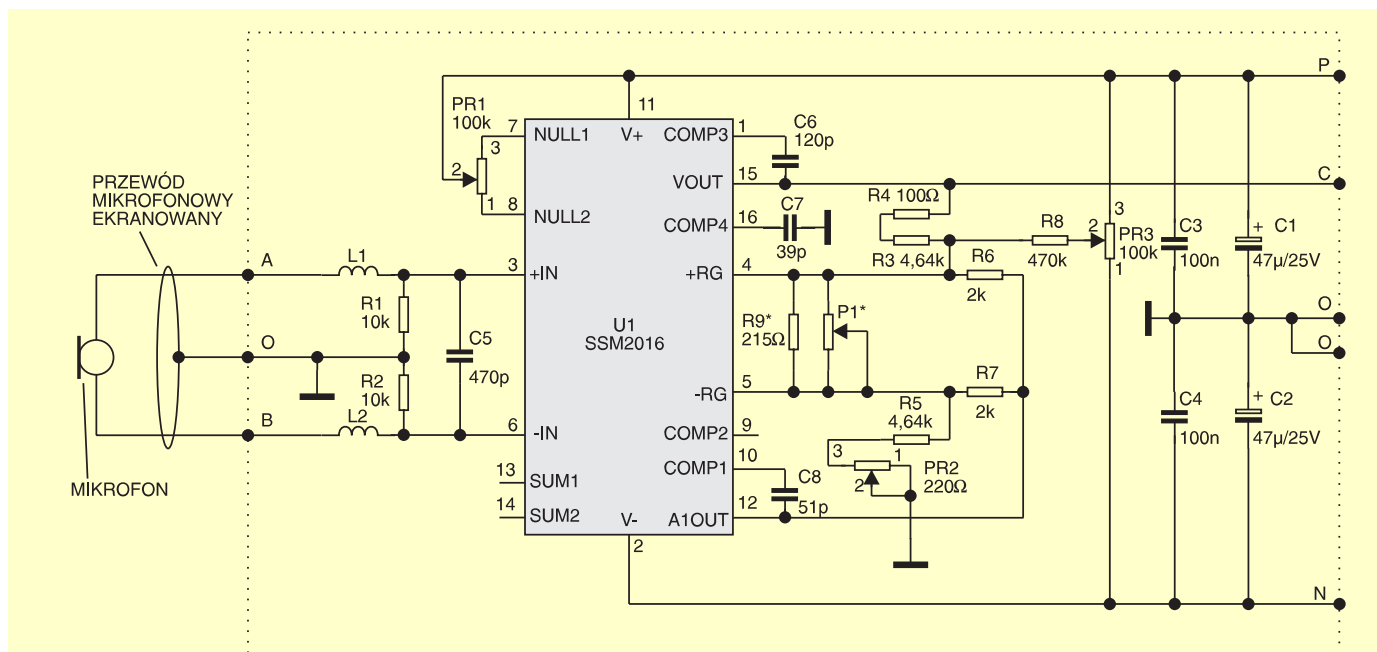 P
PR1
100k
7
3
2
1
8
NULL1
NULL2
11
V+
COMP3
1
C6
120p
VOUT
15
COMP4
16
C7
39p
R4 100Ω
R3 4,64k
R8
470k
3
2
1
PR3
100k
C3
100n
+
C1
47µ/25V
C
PRZEWÓD
MIKROFONOWY
EKRANOWANY
A
L1
3
+IN
R1
10k
O
R2
10k
C5
470p
B
L2
6
-IN
MIKROFON
U1
SSM2016
+RG
4
R6
2k
R9*
215Ω
P1*
-RG
5
R7
2k
R5
4,64k
COMP2
9
COMP1
10
C8
51p
3
1
2
PR2
220Ω
13
SUM1
14
SUM2
V-
2
A1OUT
12
O
O
C4
100n
+
C2
47µ/25V
N